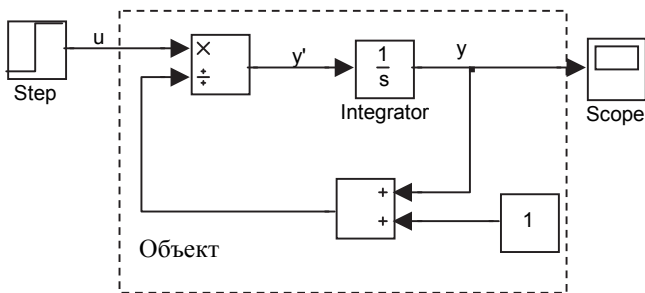 u
×
÷
Step
y'
1
s
Integrator
y
Scope
+
+
1
Объект